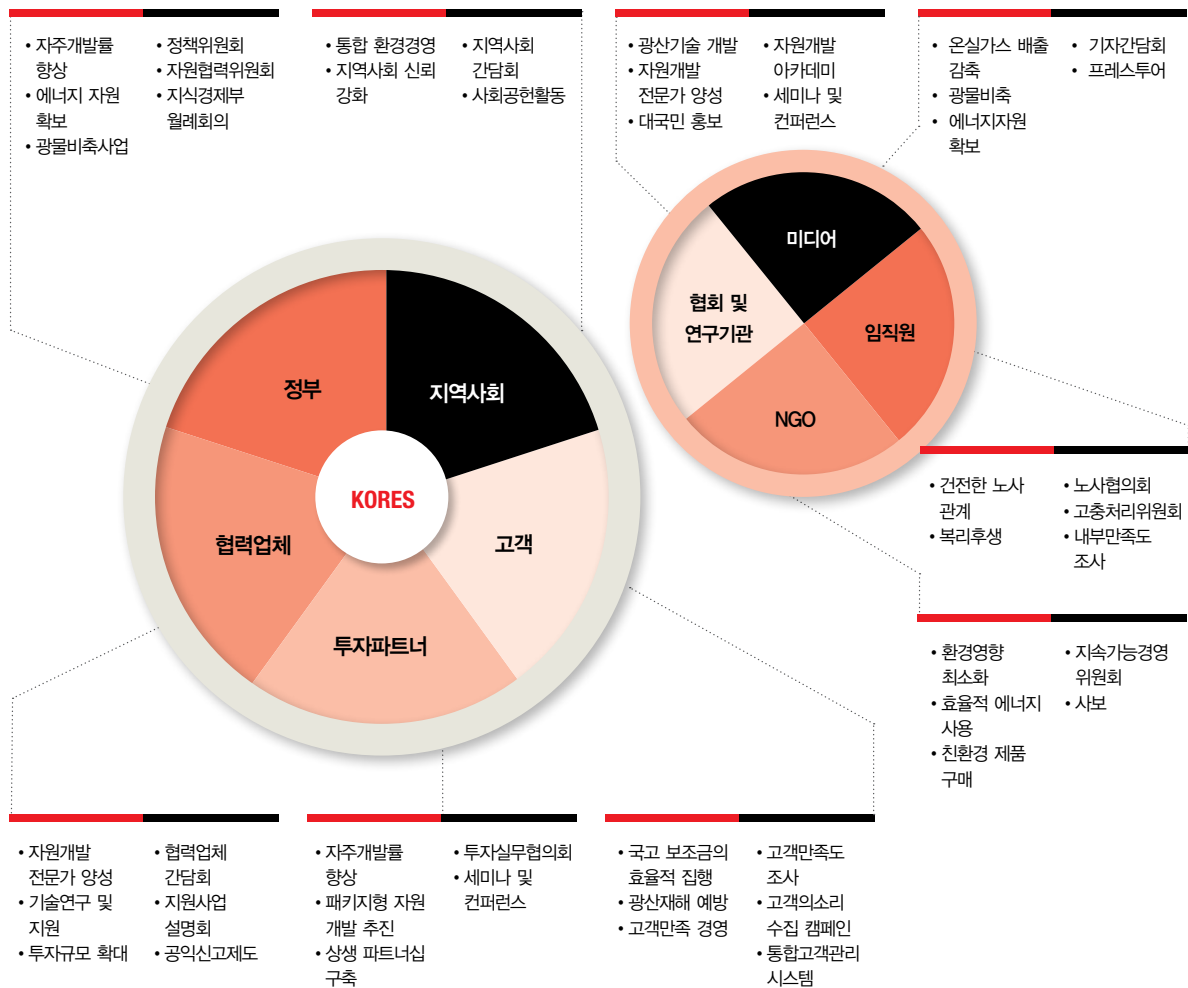 • 자주개발률
향상
• 에너지 자원
확보
• 광물비축사업
• 정책위원회
• 자원협력위원회
• 지식경제부
월례회의
• 통합 환경경영
• 지역사회 신뢰
강화
• 지역사회
간담회
• 사회공헌활동
• 광산기술 개발
• 자원개발
전문가 양성
• 대국민 홍보
• 자원개발
아카데미
• 세미나 및
컨퍼런스
• 온실가스 배출
감축
• 광물비축
• 에너지자원
확보
• 기자간담회
• 프레스투어
미디어
협회 및
연구기관
임직원
NGO
정부
지역사회
KORES
협력업체
고객
투자파트너
• 건전한 노사
관계
• 복리후생
• 노사협의회
• 고충처리위원회
• 내부만족도
조사
• 환경영향
최소화
• 효율적 에너지
사용
• 친환경 제품
구매
• 지속가능경영
위원회
• 사보
• 자원개발
전문가 양성
• 기술연구 및
지원
• 투자규모 확대
• 협력업체
간담회
• 지원사업
설명회
• 공익신고제도
• 자주개발률
향상
• 패키지형 자원
개발 추진
• 상생 파트너십
구축
• 투자실무협의회
• 세미나 및
컨퍼런스
• 국고 보조금의
효율적 집행
• 광산재해 예방
• 고객만족 경영
• 고객만족도
조사
• 고객의소리
수집 캠페인
• 통합고객관리
시스템